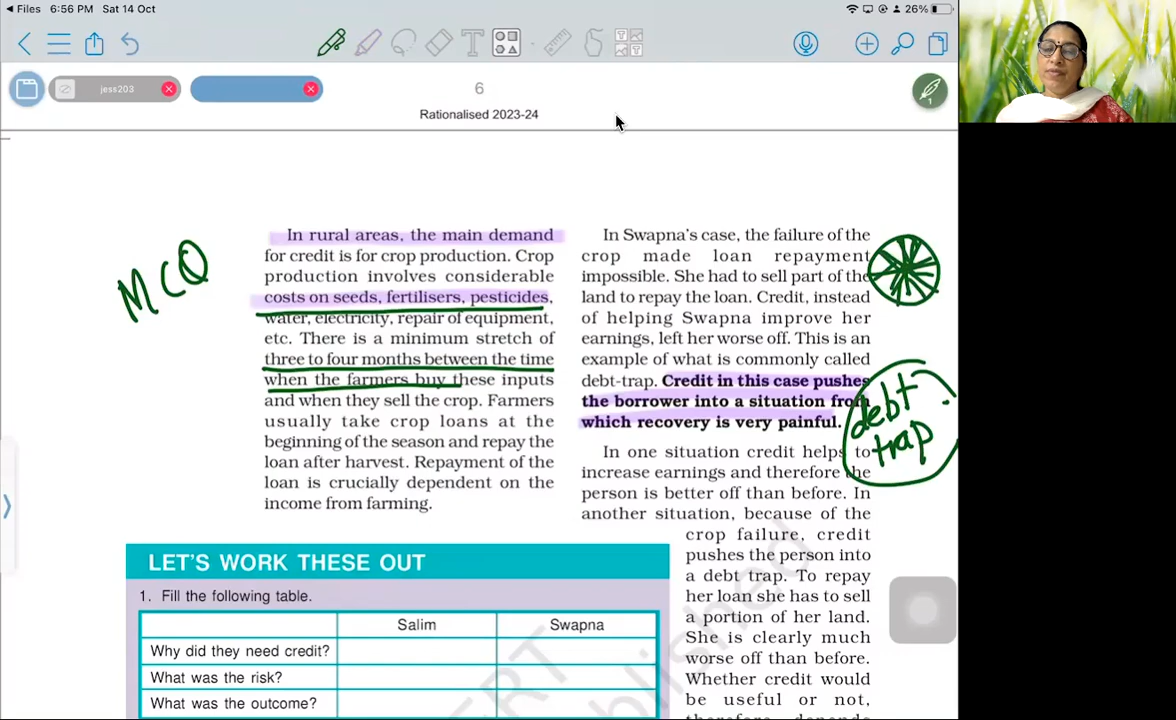 Files 6:56 PM Sat 14 Oct 26%
jess203
6
Rationalised 2023-24
1
MCQ
In rural areas, the main demand
for credit is for crop production. Crop
production involves considerable
costs on seeds, fertilisers, pesticides,
water, electricity, repair of equipment,
etc. There is a minimum stretch of
three to four months between the time
when the farmers buy these inputs
and when they sell the crop. Farmers
usually take crop loans at the
beginning of the season and repay the
loan after harvest. Repayment of the
loan is crucially dependent on the
income from farming.
In Swapna's case, the failure of the
crop made loan repayment
impossible. She had to sell part of the
land to repay the loan. Credit, instead
of helping Swapna improve her
earnings, left her worse off. This is an
example of what is commonly called
debt-trap. Credit in this case pushes
the borrower into a situation from
which recovery is very painful.
debt
trap
In one situation credit helps to
increase earnings and therefore the
person is better off than before. In
another situation, because of the
crop failure, credit
pushes the person into
a debt trap. To repay
her loan she has to sell
a portion of her land.
She is clearly much
worse off than before.
Whether credit would
be useful or not,
therefore, depends
LET'S WORK THESE OUT
1. Fill the following table.
Salim Swapna
Why did they need credit?
What was the risk?
What was the outcome?